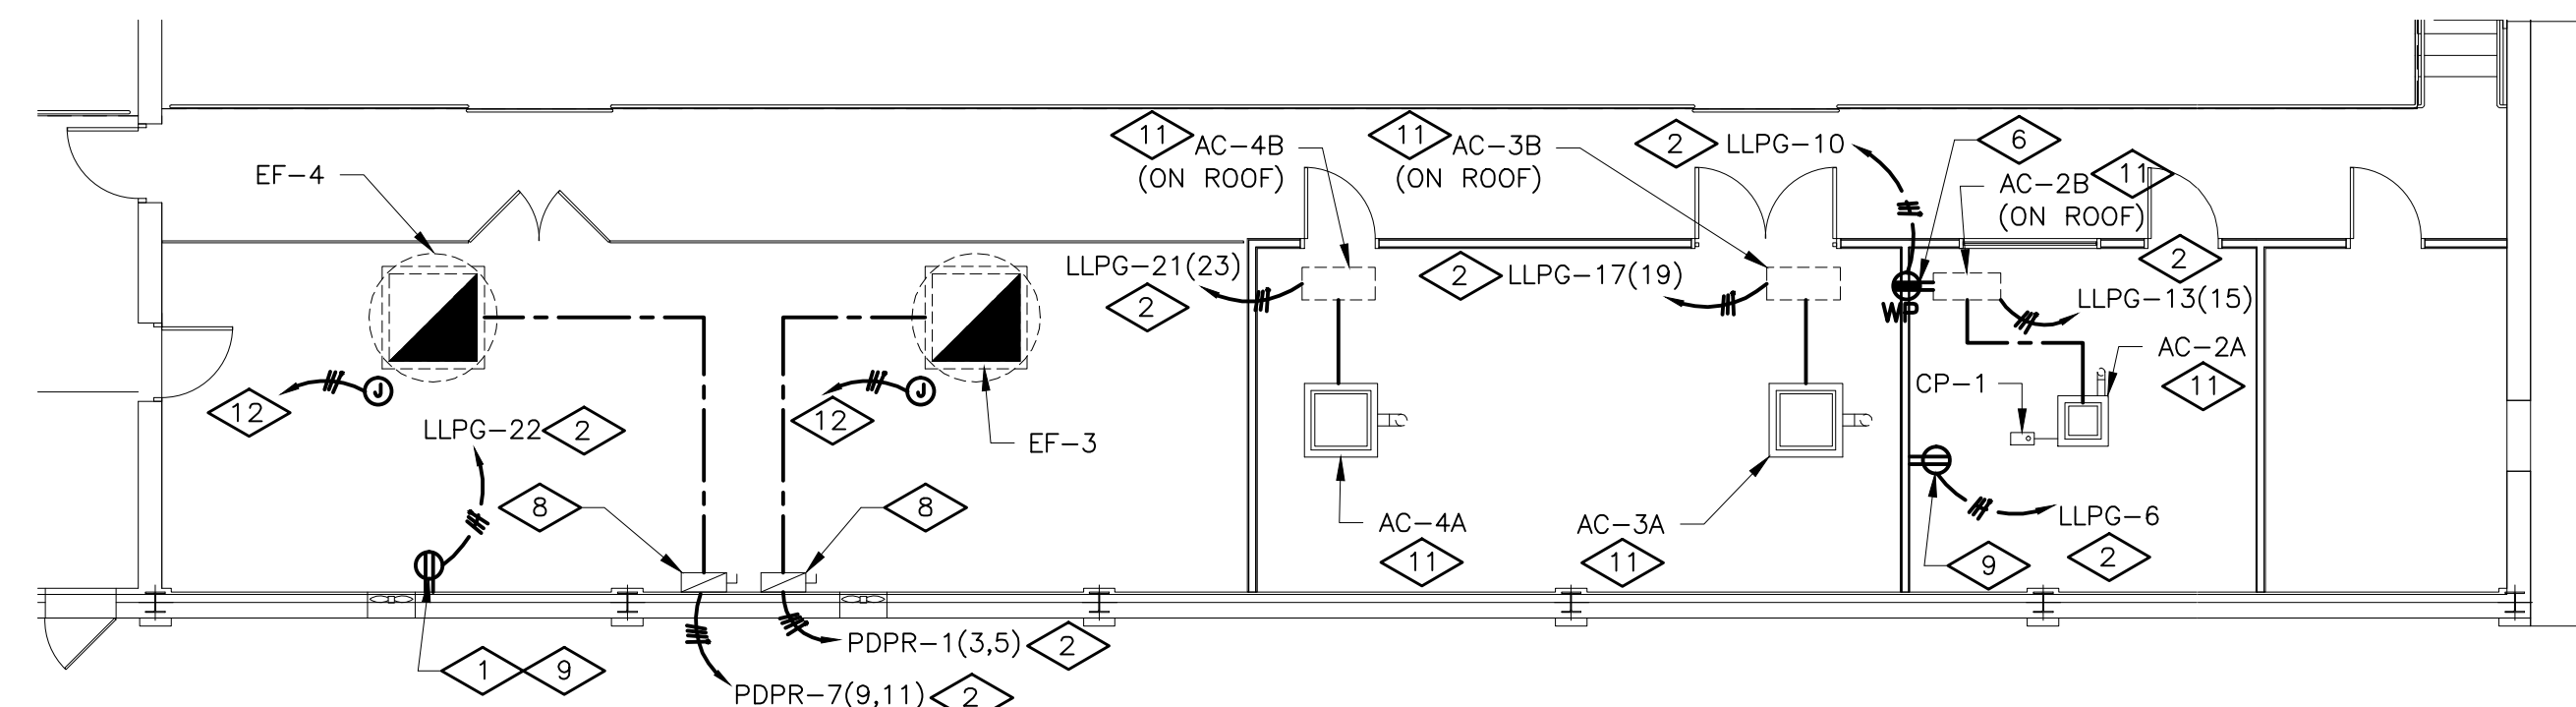 11
AC-4B
(ON ROOF)
11
AC-3B
(ON ROOF)
2
LLPG-10
6
AC-2B
11
(ON ROOF)
EF-4
LLPG-21(23)
2
2
LLPG-17(19)
2
LLPG-13(15)
WP
J
12
J
12
AC-2A
11
CP-1
LLPG-22
2
EF-3
8
8
AC-4A
11
AC-3A
11
LLPG-6
2
9
1
9
PDPR-1(3,5)
2
PDPR-7(9,11)
2